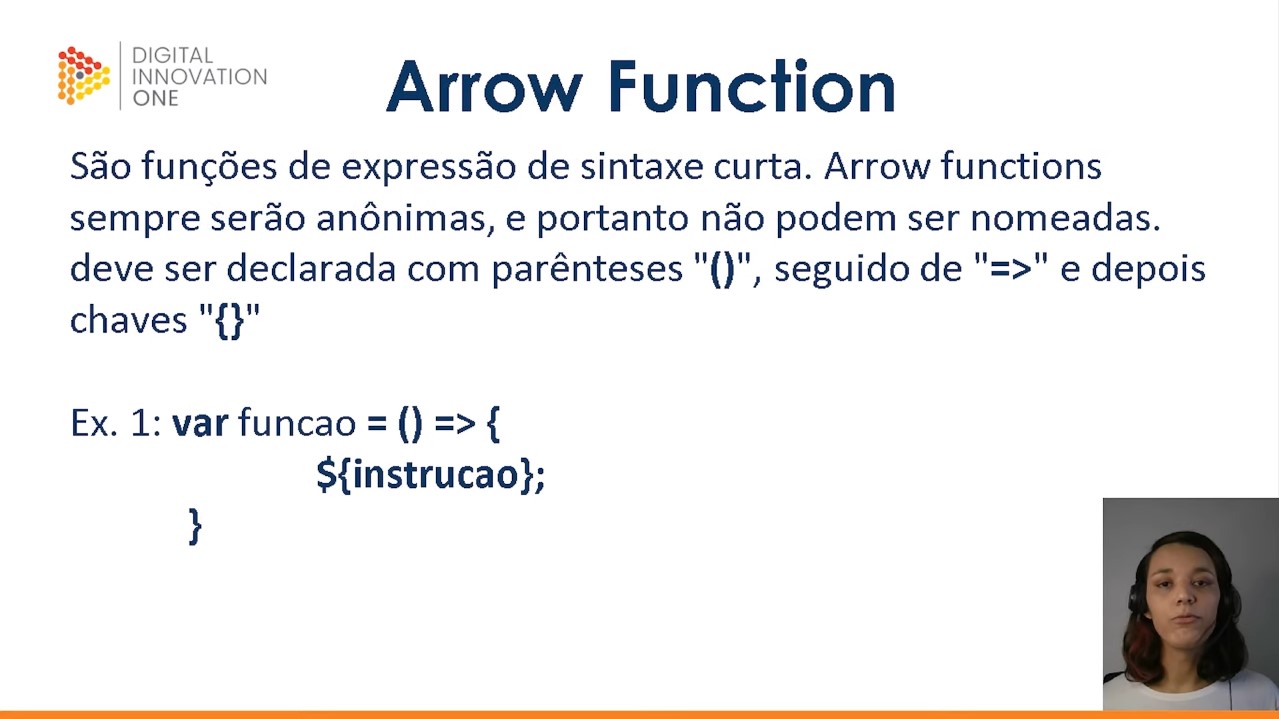 DIGITAL
INNOVATION
ONE
Arrow Function
São funções de expressão de sintaxe curta. Arrow functions
sempre serão anônimas, e portanto não podem ser nomeadas.
deve ser declarada com parênteses "()", seguido de "=>" e depois
chaves "{}"
Ex. 1: var funcao = () => {
${instrucao};
}